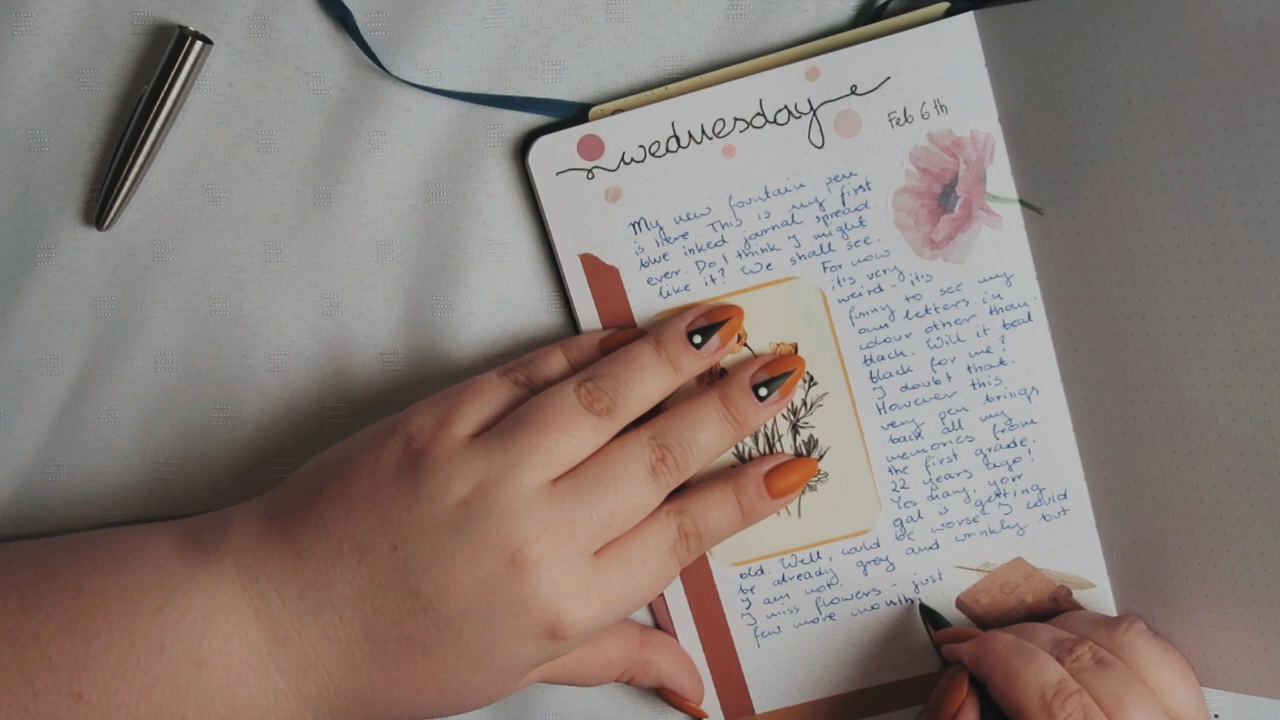 wednesday
Feb 6th
My new fountain pen
is here. This is my first
blue inked journal spread
ever. Do I think I might
like it? We shall see.
For now
it's very
weird - it's
funny to see my
own letters in
colour other than
black. Will it beat
black for me?
I doubt that.
However this
very pen brings
back all my
memories from
the first grade.
22 years ago!
Yes diary, your
gal is getting
old. Well, could be worse - I could
be already grey and wrinkly but
I am not.
I miss flowers - just
few more months